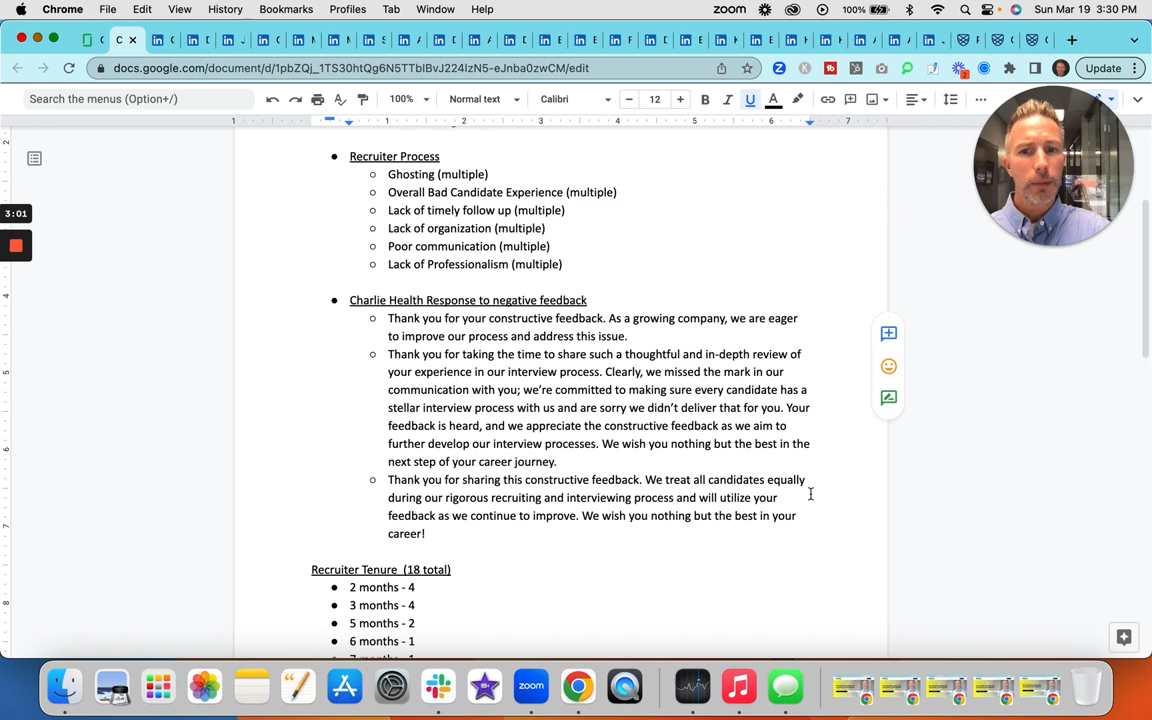 Chrome File Edit View History Bookmarks Profiles Tab Window Help zoom 100% Sun Mar 19 3:30 PM
docs.google.com/document/d/1pbZQj_1TS30htQg6N5TTbIBvJ224lzN5-eJnba0zwCM/edit Update
Search the menus (Option+/) 100% Normal text Calibri 12 B I U A
1 1 2 3 4 5 6 7
Recruiter Process
Ghosting (multiple)
Overall Bad Candidate Experience (multiple)
Lack of timely follow up (multiple)
3:01
Lack of organization (multiple)
Poor communication (multiple)
Lack of Professionalism (multiple)
Charlie Health Response to negative feedback
Thank you for your constructive feedback. As a growing company, we are eager
to improve our process and address this issue.
Thank you for taking the time to share such a thoughtful and in-depth review of
your experience in our interview process. Clearly, we missed the mark in our
communication with you; we're committed to making sure every candidate has a
stellar interview process with us and are sorry we didn't deliver that for you. Your
feedback is heard, and we appreciate the constructive feedback as we aim to
further develop our interview processes. We wish you nothing but the best in the
next step of your career journey.
Thank you for sharing this constructive feedback. We treat all candidates equally
during our rigorous recruiting and interviewing process and will utilize your
feedback as we continue to improve. We wish you nothing but the best in your
career!
Recruiter Tenure (18 total)
2 months - 4
3 months - 4
5 months - 2
6 months - 1
zoom